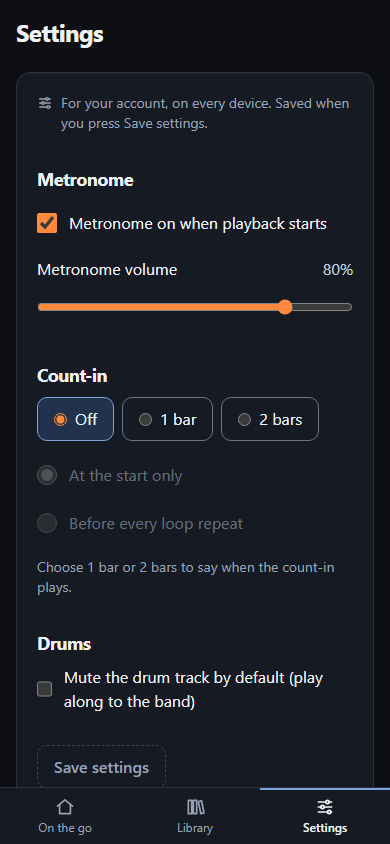 Settings
For your account, on every device. Saved when
you press Save settings.
Metronome
Metronome on when playback starts
Metronome volume 80%
Count-in
Off 1 bar 2 bars
At the start only
Before every loop repeat
Choose 1 bar or 2 bars to say when the count-in
plays.
Drums
Mute the drum track by default (play
along to the band)
Save settings
On the go Library Settings